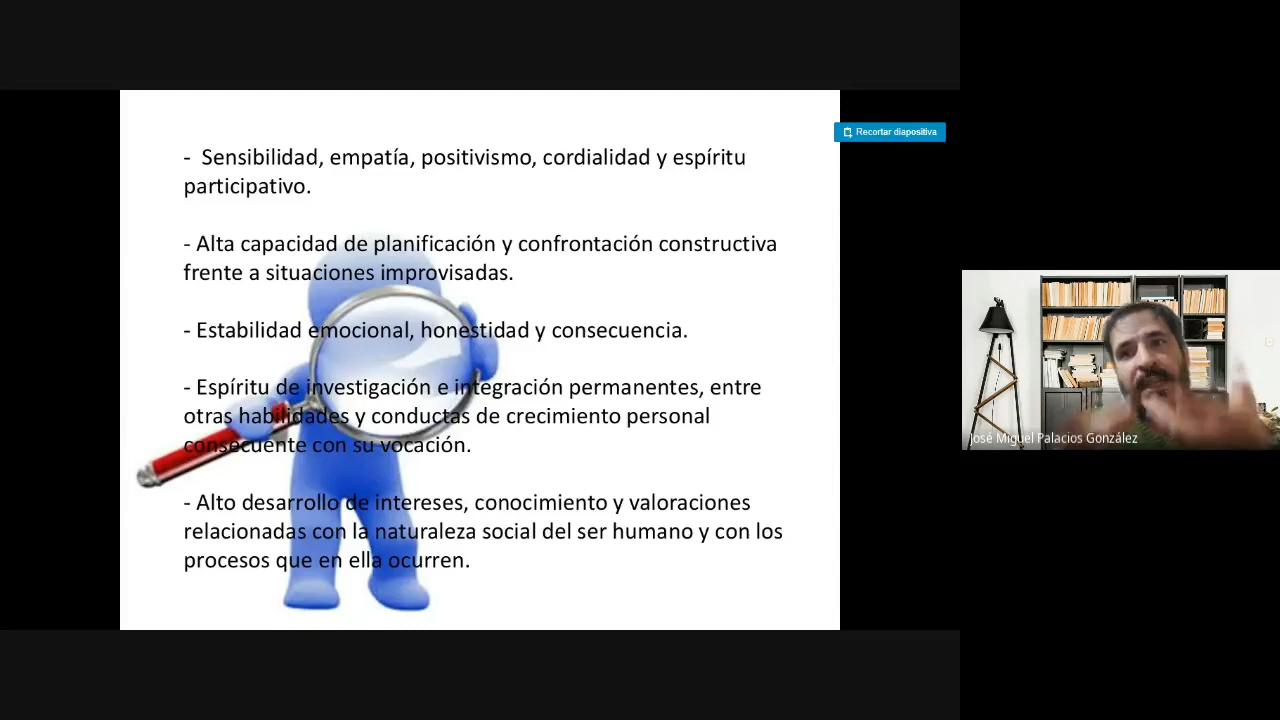 - Sensibilidad, empatía, positivismo, cordialidad y espíritu
participativo.
- Alta capacidad de planificación y confrontación constructiva
frente a situaciones improvisadas.
- Estabilidad emocional, honestidad y consecuencia.
- Espíritu de investigación e integración permanentes, entre
otras habilidades y conductas de crecimiento personal
consecuente con su vocación.
- Alto desarrollo de intereses, conocimiento y valoraciones
relacionadas con la naturaleza social del ser humano y con los
procesos que en ella ocurren.
Recortar diapositiva
José Miguel Palacios González